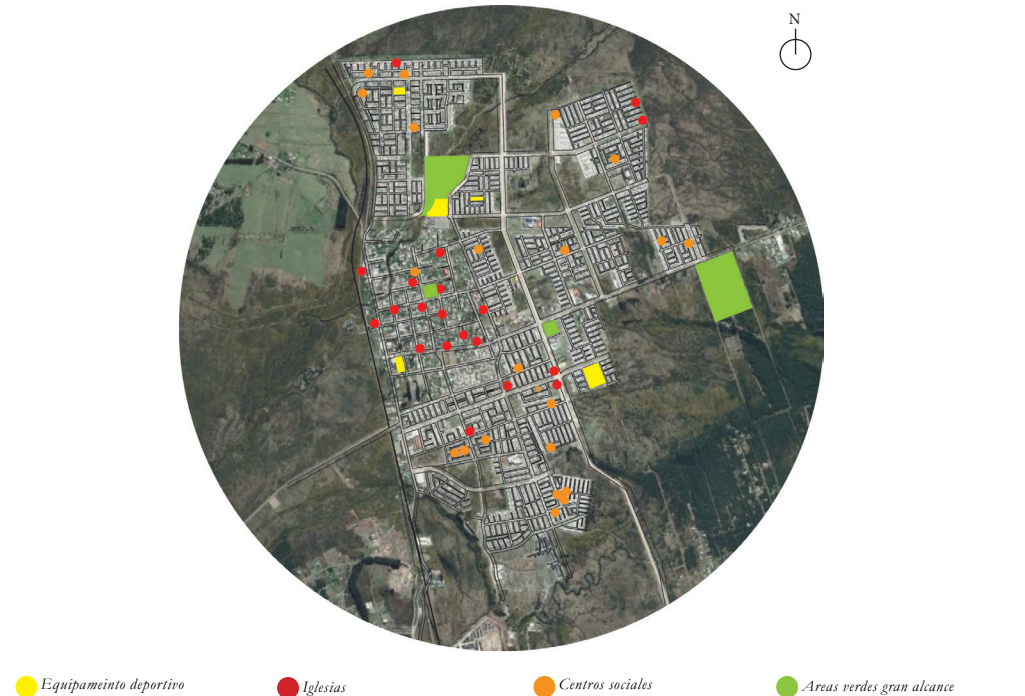 N
Equipameinto deportivo
Iglesias
Centros sociales
Areas verdes gran alcance